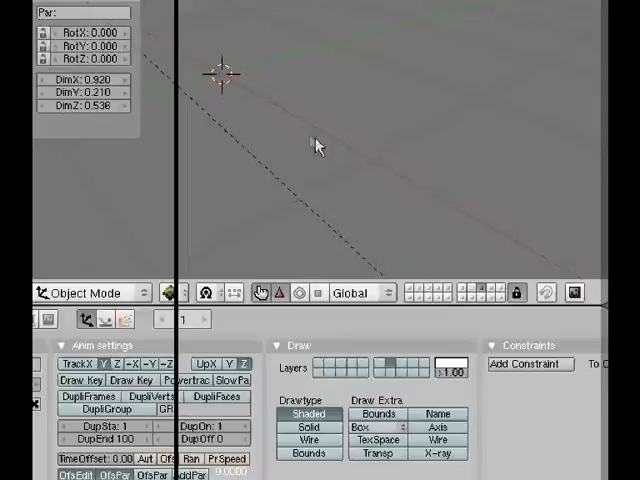 Par:
RotX: 0.000
RotY: 0.000
RotZ: 0.000
DimX: 0.920
DimY: 0.210
DimZ: 0.536
Object Mode
Global
1
Anim settings
Draw
Constraints
TrackX Y Z -X -Y -Z UpX Y Z
Draw Key Draw Key Powertrac SlowPa
DupliFrames DupliVerts DupliFaces
DupliGroup GR:
DupSta: 1 DupOn: 1
DupEnd 100 DupOff 0
TimeOffset: 0.00 Aut Ofs Ran PrSpeed
OfsEdit OfsPar OfsPar AddPar 0.0000
Layers
1.00
Drawtype Draw Extra
Shaded Bounds Name
Solid Box Axis
Wire TexSpace Wire
Bounds Transp X-ray
Add Constraint To